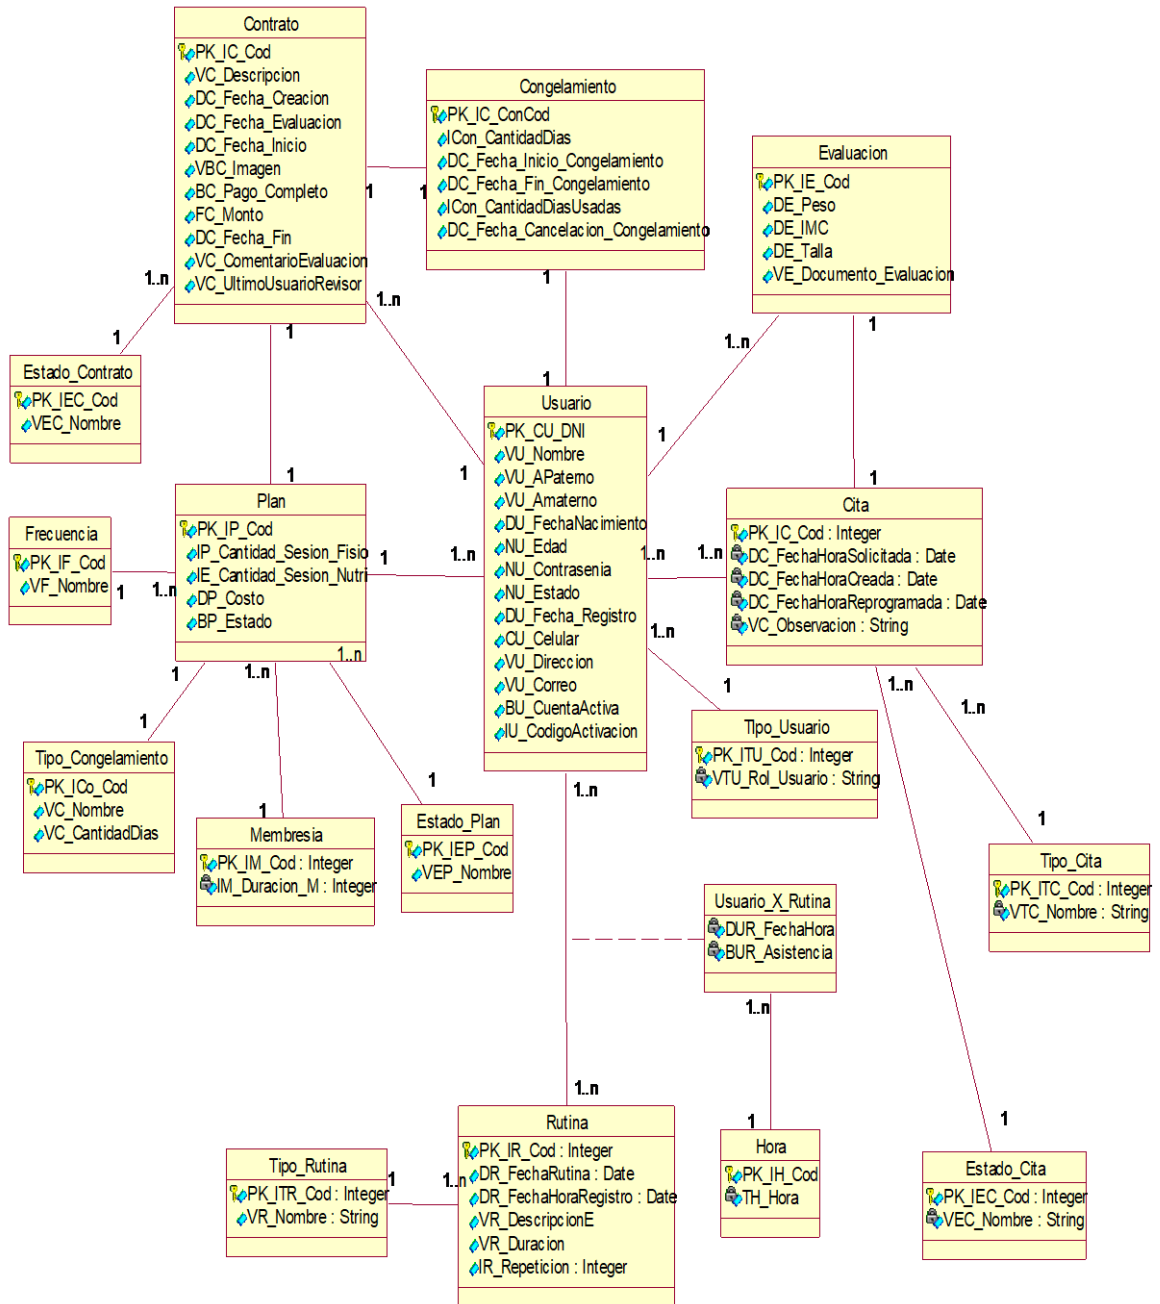 Contrato
PK_IC_Cod
VC_Descripcion
DC_Fecha_Creacion
DC_Fecha_Evaluacion
DC_Fecha_Inicio
VBC_Imagen
BC_Pago_Completo
FC_Monto
DC_Fecha_Fin
VC_ComentarioEvaluacion
VC_UltimoUsuarioRevisor
Congelamiento
PK_IC_ConCod
ICon_CantidadDias
DC_Fecha_Inicio_Congelamiento
DC_Fecha_Fin_Congelamiento
ICon_CantidadDiasUsadas
DC_Fecha_Cancelacion_Congelamiento
Evaluacion
PK_IE_Cod
DE_Peso
DE_IMC
DE_Talla
VE_Documento_Evaluacion
1
1
1..n
1..n
1
1
1
1..n
1
1
Estado_Contrato
PK_IEC_Cod
VEC_Nombre
Usuario
PK_CU_DNI
VU_Nombre
VU_APaterno
VU_Amaterno
DU_FechaNacimiento
NU_Edad
NU_Contrasenia
NU_Estado
DU_Fecha_Registro
CU_Celular
VU_Direccion
VU_Correo
BU_CuentaActiva
IU_CodigoActivacion
1
1
1
1
Plan
PK_IP_Cod
IP_Cantidad_Sesion_Fisio
IE_Cantidad_Sesion_Nutri
DP_Costo
BP_Estado
Cita
PK_IC_Cod : Integer
DC_FechaHoraSolicitada : Date
DC_FechaHoraCreada : Date
DC_FechaHoraReprogramada : Date
VC_Observacion : String
Frecuencia
PK_IF_Cod
VF_Nombre
1
1..n
1
1..n
1..n
1..n
1..n
1
1..n
1..n
1
1..n
1..n
1
Tipo_Congelamiento
PK_ICo_Cod
VC_Nombre
VC_CantidadDias
TIpo_Usuario
PK_ITU_Cod : Integer
VTU_Rol_Usuario : String
1
1
1..n
1
Membresia
PK_IM_Cod : Integer
IM_Duracion_M : Integer
Estado_Plan
PK_IEP_Cod
VEP_Nombre
Tipo_Cita
PK_ITC_Cod : Integer
VTC_Nombre : String
Usuario_X_Rutina
DUR_FechaHora
BUR_Asistencia
1..n
1..n
1
1
Rutina
PK_IR_Cod : Integer
DR_FechaRutina : Date
DR_FechaHoraRegistro : Date
VR_DescripcionE
VR_Duracion
IR_Repeticion : Integer
Hora
PK_IH_Cod
TH_Hora
Tipo_Rutina
PK_ITR_Cod : Integer
VR_Nombre : String
1
1..n
Estado_Cita
PK_IEC_Cod : Integer
VEC_Nombre : String